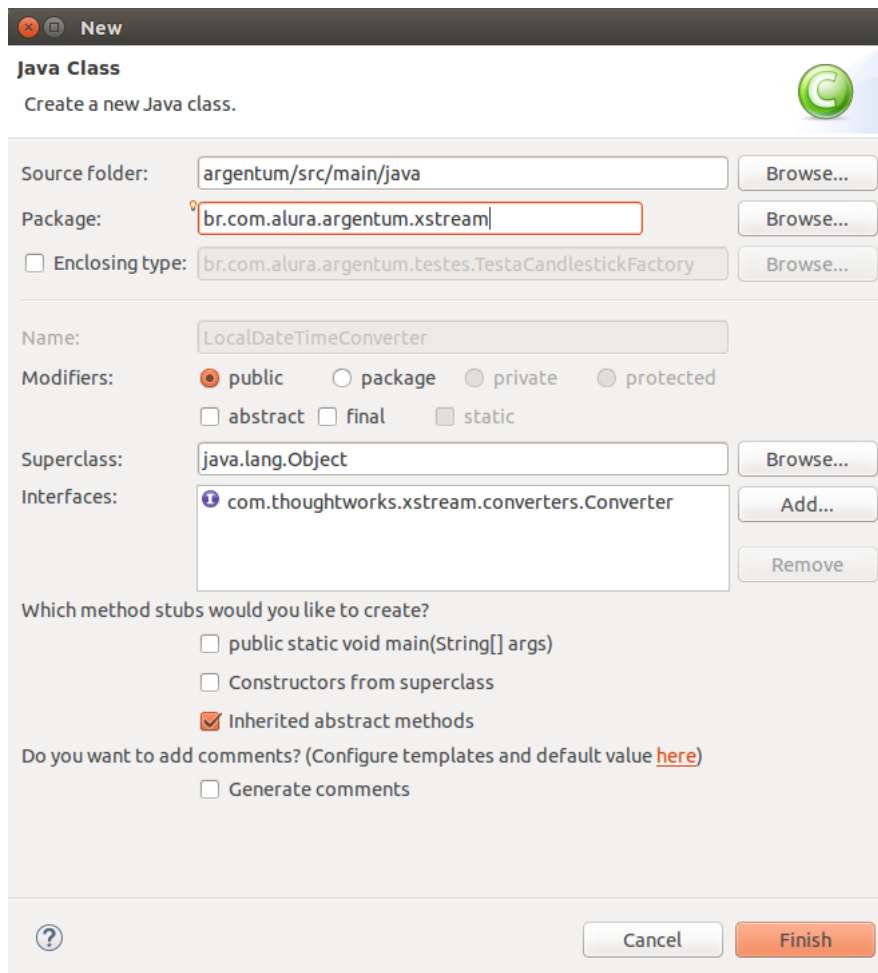 New
Java Class
Create a new Java class.
Source folder: argentum/src/main/java Browse...
Package: br.com.alura.argentum.xstream Browse...
Enclosing type: br.com.alura.argentum.testes.TestaCandlestickFactory Browse...
Name: LocalDateTimeConverter
Modifiers: public package private protected
abstract final static
Superclass: java.lang.Object Browse...
Interfaces: com.thoughtworks.xstream.converters.Converter Add...
Remove
Which method stubs would you like to create?
public static void main(String[] args)
Constructors from superclass
Inherited abstract methods
Do you want to add comments? (Configure templates and default value here)
Generate comments
Cancel Finish